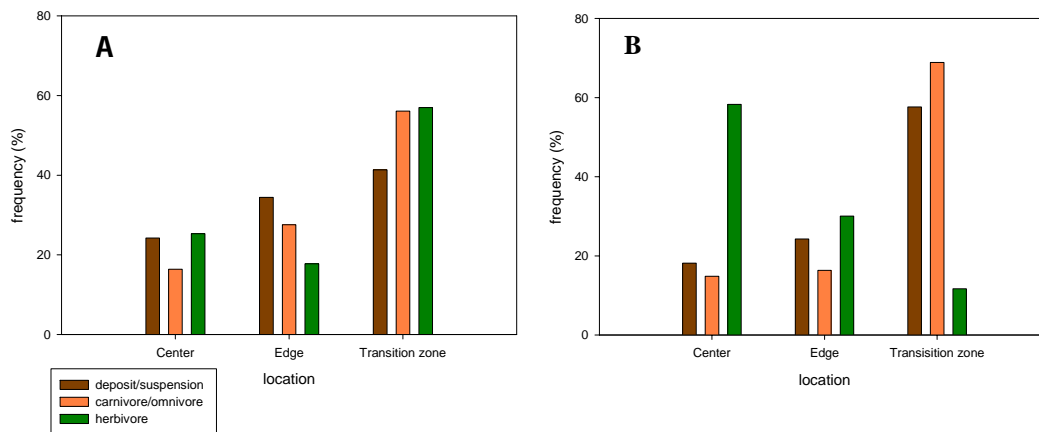 A
80
60
40
20
0
frequency (%)
Center
Edge
Transition zone
location
deposit/suspension
carnivore/omnivore
herbivore
B
80
60
40
20
0
frequency (%)
Center
Edge
Transisition zone
location